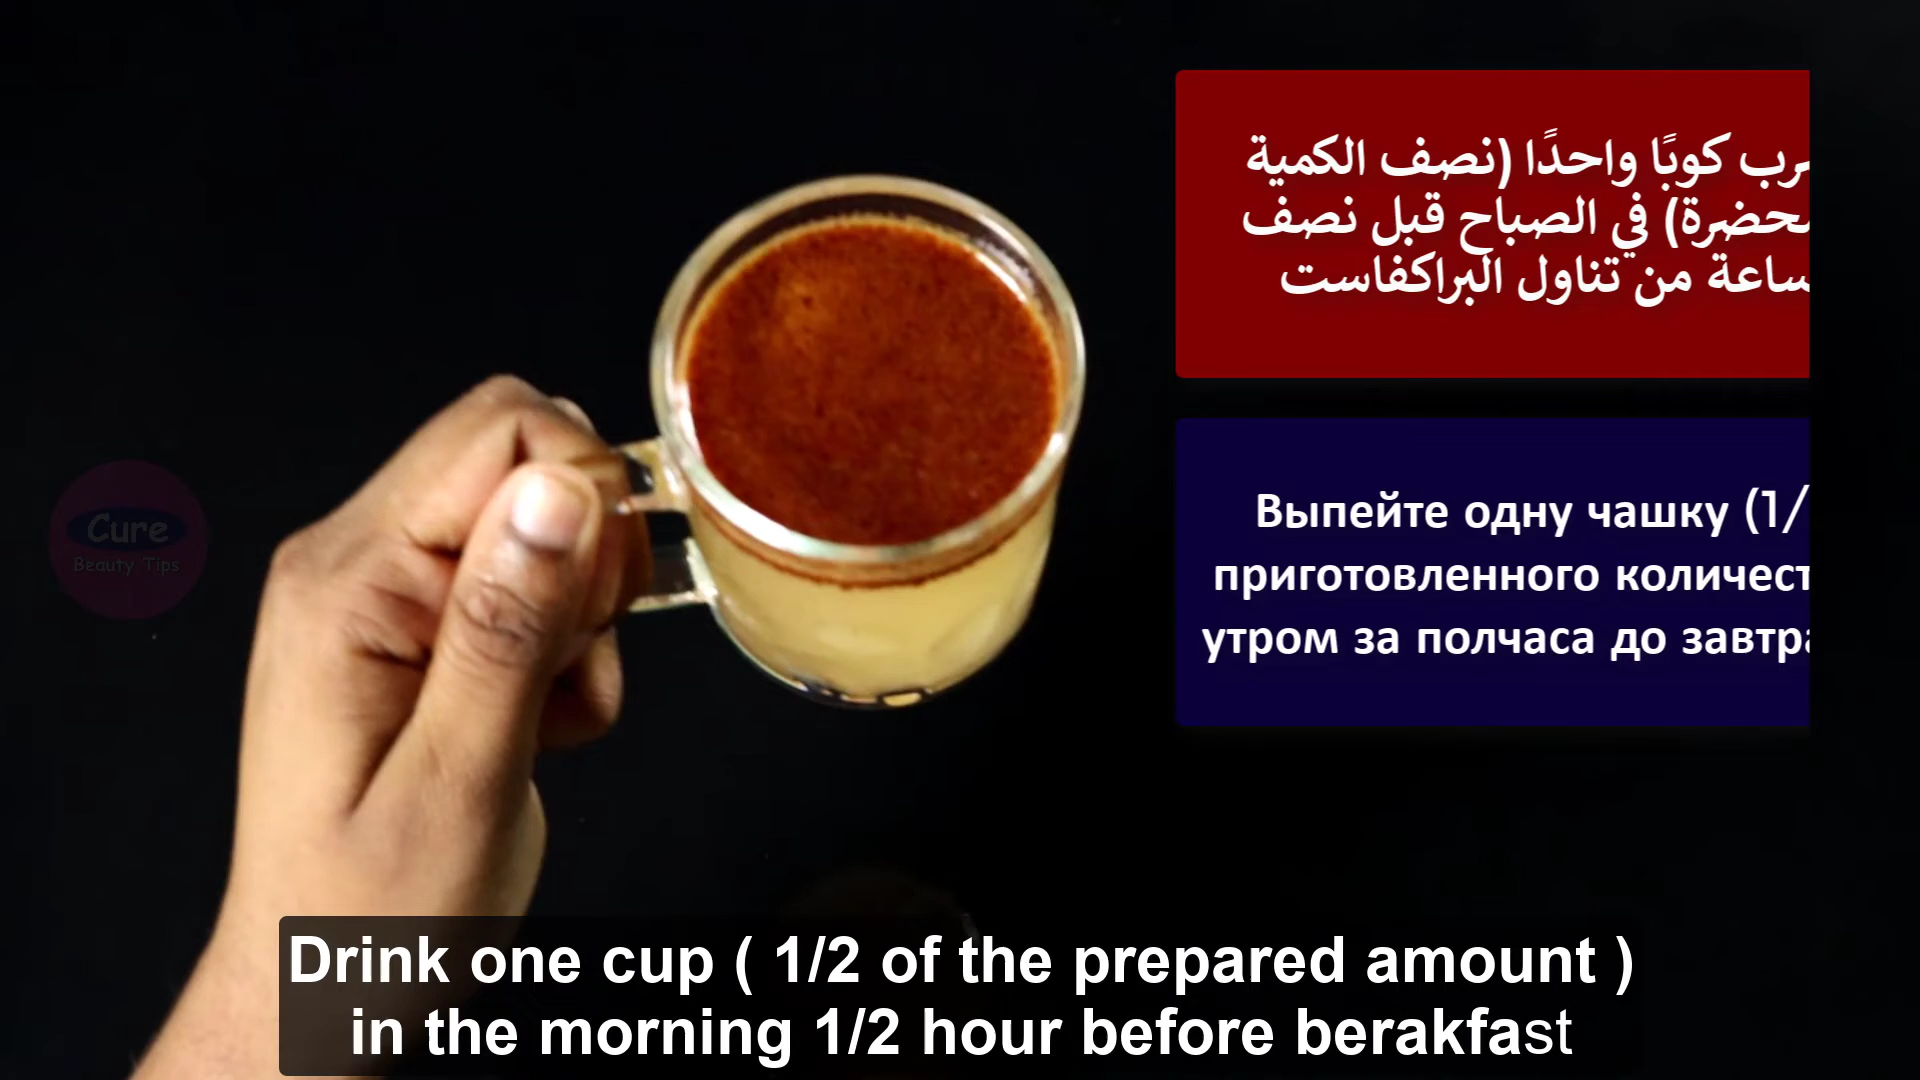 رب كوبًا واحدًا (نصف الكمية
حضرة) في الصباح قبل نصف
ساعة من تناول البراكفاست
Выпейте одну чашку (1/
приготовленного количест
утром за полчаса до завтра
Cure
Beauty Tips
Drink one cup ( 1/2 of the prepared amount )
in the morning 1/2 hour before berakfast